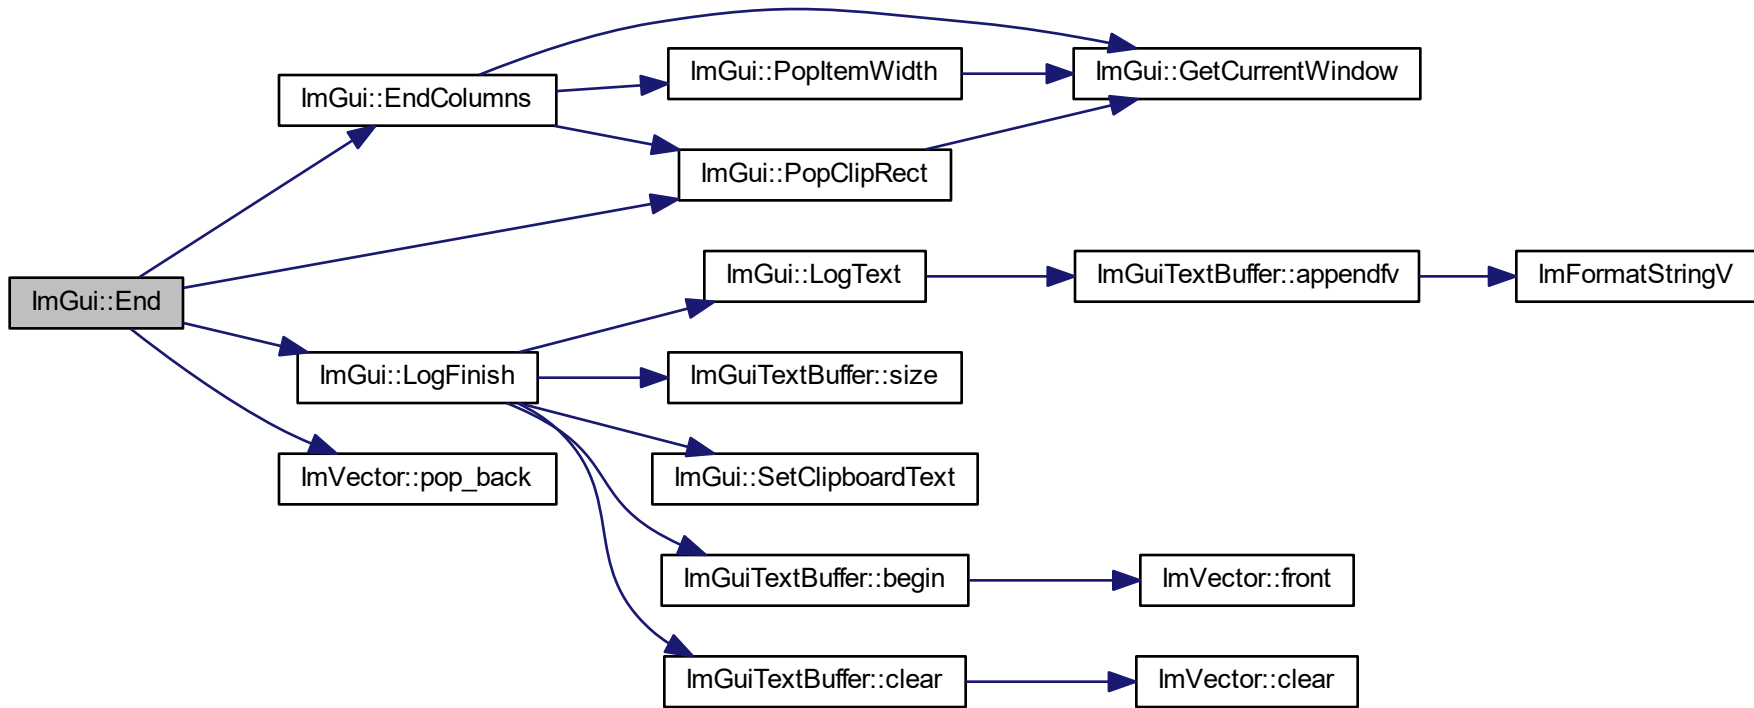 ImGui::End
ImGui::EndColumns
ImGui::PopItemWidth
ImGui::GetCurrentWindow
ImGui::PopClipRect
ImGui::LogFinish
ImGui::LogText
ImGuiTextBuffer::appendfv
ImFormatStringV
ImGuiTextBuffer::size
ImGui::SetClipboardText
ImGuiTextBuffer::begin
ImVector::front
ImGuiTextBuffer::clear
ImVector::clear
ImVector::pop_back